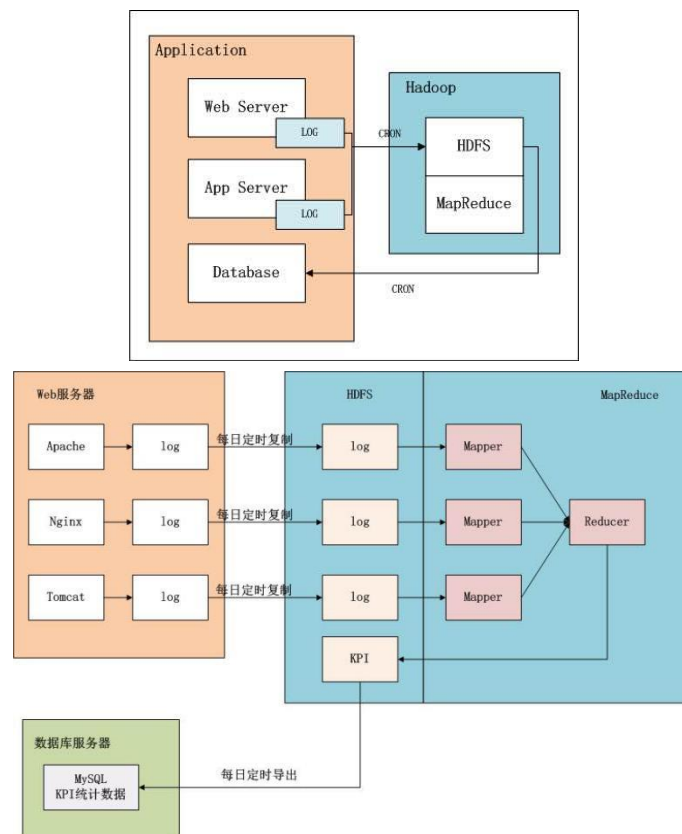 Application
Web Server
LOG
App Server
LOG
Database
CRON
Hadoop
HDFS
MapReduce
CRON
Web服务器
HDFS
MapReduce
Apache
log
每日定时复制
log
Mapper
Nginx
log
每日定时复制
log
Mapper
Reducer
Tomcat
log
每日定时复制
log
Mapper
KPI
数据库服务器
MySQL
KPI统计数据
每日定时导出